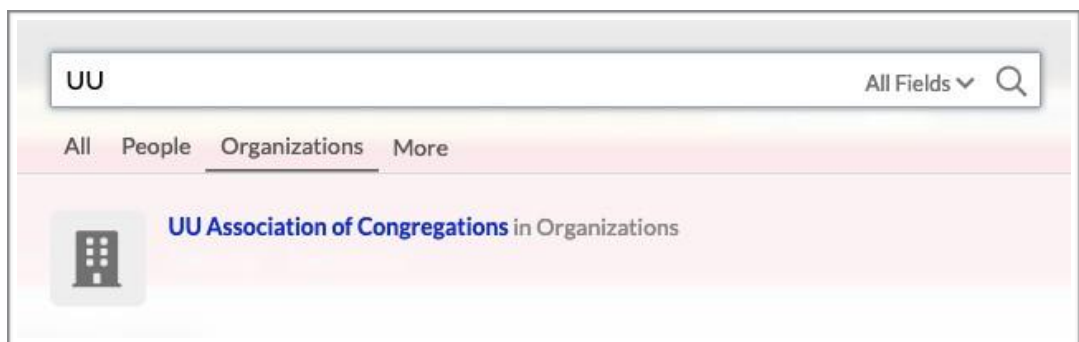 UU All Fields
All People Organizations More
UU Association of Congregations in Organizations